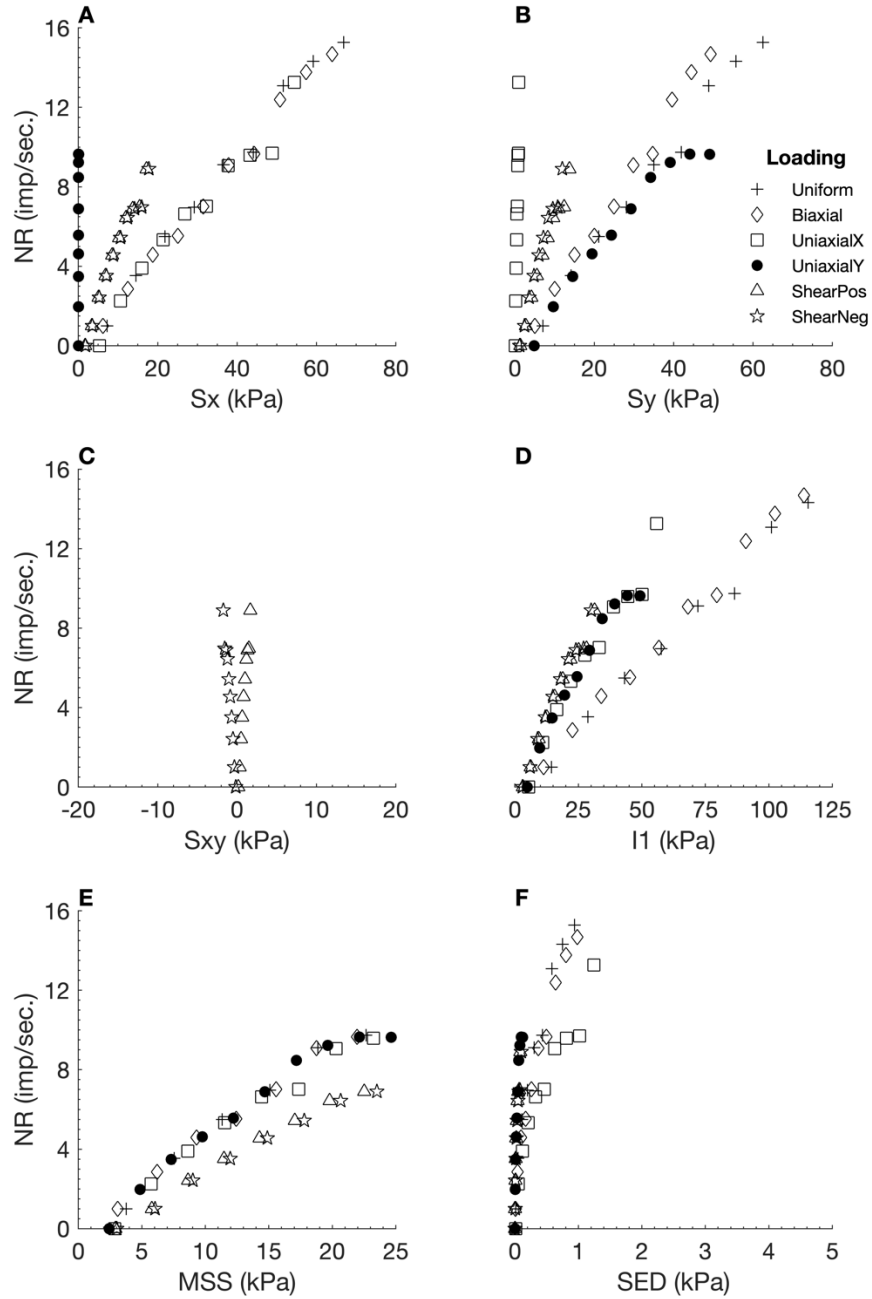 A
16
12
8
4
0
NR (imp/sec.)
0 20 40 60 80
Sx (kPa)
B
16
12
8
4
0
0 20 40 60 80
Sy (kPa)
Loading
Uniform
Biaxial
UniaxialX
UniaxialY
ShearPos
ShearNeg
C
16
12
8
4
0
NR (imp/sec.)
-20 -10 0 10 20
Sxy (kPa)
D
16
12
8
4
0
0 25 50 75 100 125
I1 (kPa)
E
16
12
8
4
0
NR (imp/sec.)
0 5 10 15 20 25
MSS (kPa)
F
16
12
8
4
0
0 1 2 3 4 5
SED (kPa)